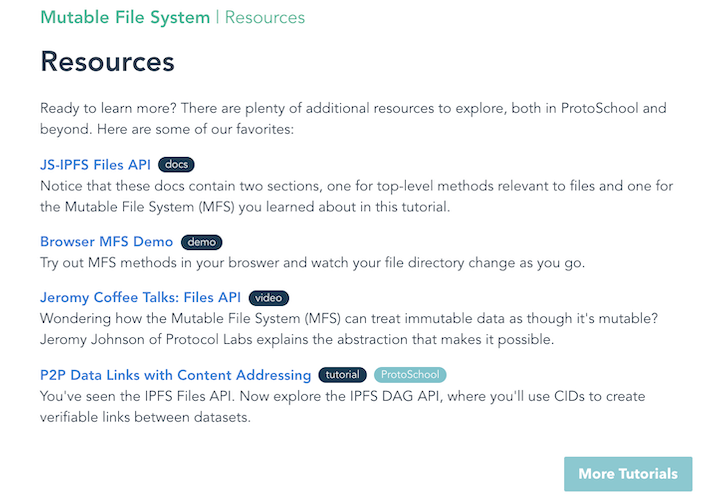 Mutable File System | Resources
Resources
Ready to learn more? There are plenty of additional resources to explore, both in ProtoSchool and
beyond. Here are some of our favorites:
JS-IPFS Files API docs
Notice that these docs contain two sections, one for top-level methods relevant to files and one for
the Mutable File System (MFS) you learned about in this tutorial.
Browser MFS Demo demo
Try out MFS methods in your broswer and watch your file directory change as you go.
Jeromy Coffee Talks: Files API video
Wondering how the Mutable File System (MFS) can treat immutable data as though it's mutable?
Jeromy Johnson of Protocol Labs explains the abstraction that makes it possible.
P2P Data Links with Content Addressing tutorial ProtoSchool
You've seen the IPFS Files API. Now explore the IPFS DAG API, where you'll use CIDs to create
verifiable links between datasets.
More Tutorials